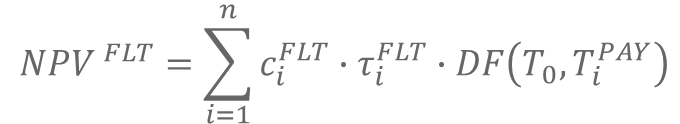 NPV^{FLT} = \sum_{i=1}^{n} c_i^{FLT} \cdot \tau_i^{FLT} \cdot DF(T_0, T_i^{PAY})